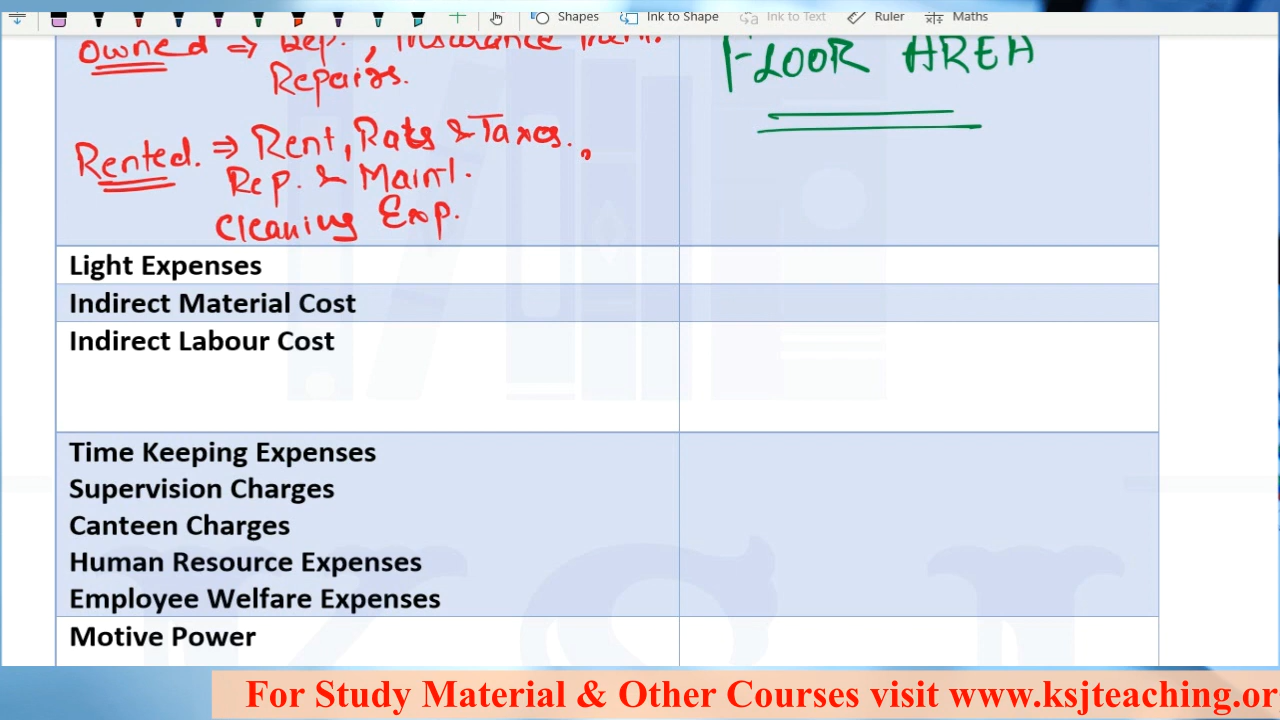 Shapes
Ink to Shape
Ink to Text
Ruler
Maths
Owned ⇒ Dep., Insurance
Repairs.
FLOOR AREA
Rented. ⇒ Rent, Rates & Taxes.,
Rep. & Maint.
Cleaning Exp.
Light Expenses
Indirect Material Cost
Indirect Labour Cost
Time Keeping Expenses
Supervision Charges
Canteen Charges
Human Resource Expenses
Employee Welfare Expenses
Motive Power
For Study Material & Other Courses visit www.ksjteaching.or